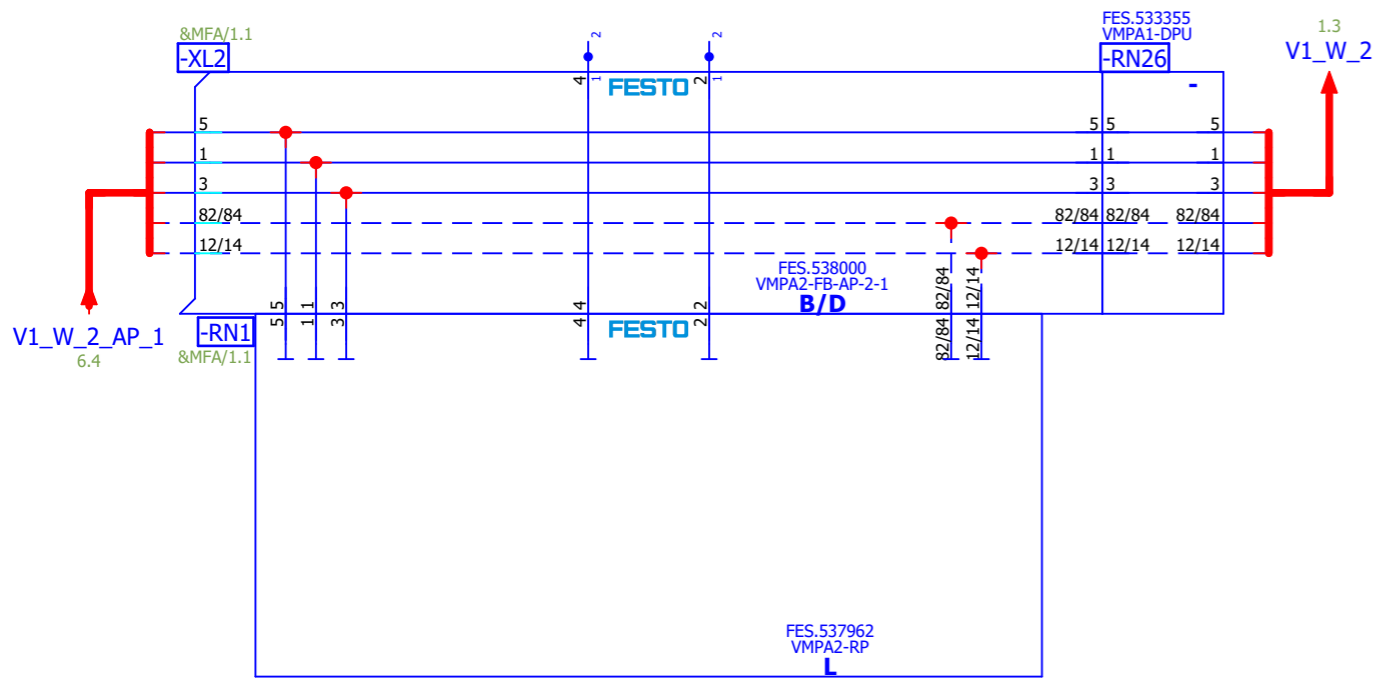 &MFA/1.1
-XL2
2
2
FES.533355
VMPA1-DPU
-RN26
1.3
V1_W_2
4
1
FESTO
2
1
-
5
5
5
5
1
1
1
1
3
3
3
3
82/84
82/84
82/84
82/84
12/14
12/14
12/14
12/14
FES.538000
VMPA2-FB-AP-2-1
B/D
5
1
3
4
2
82/84
12/14
V1_W_2_AP_1
6.4
-RN1
&MFA/1.1
5
1
3
4
FESTO
2
82/84
12/14
FES.537962
VMPA2-RP
L